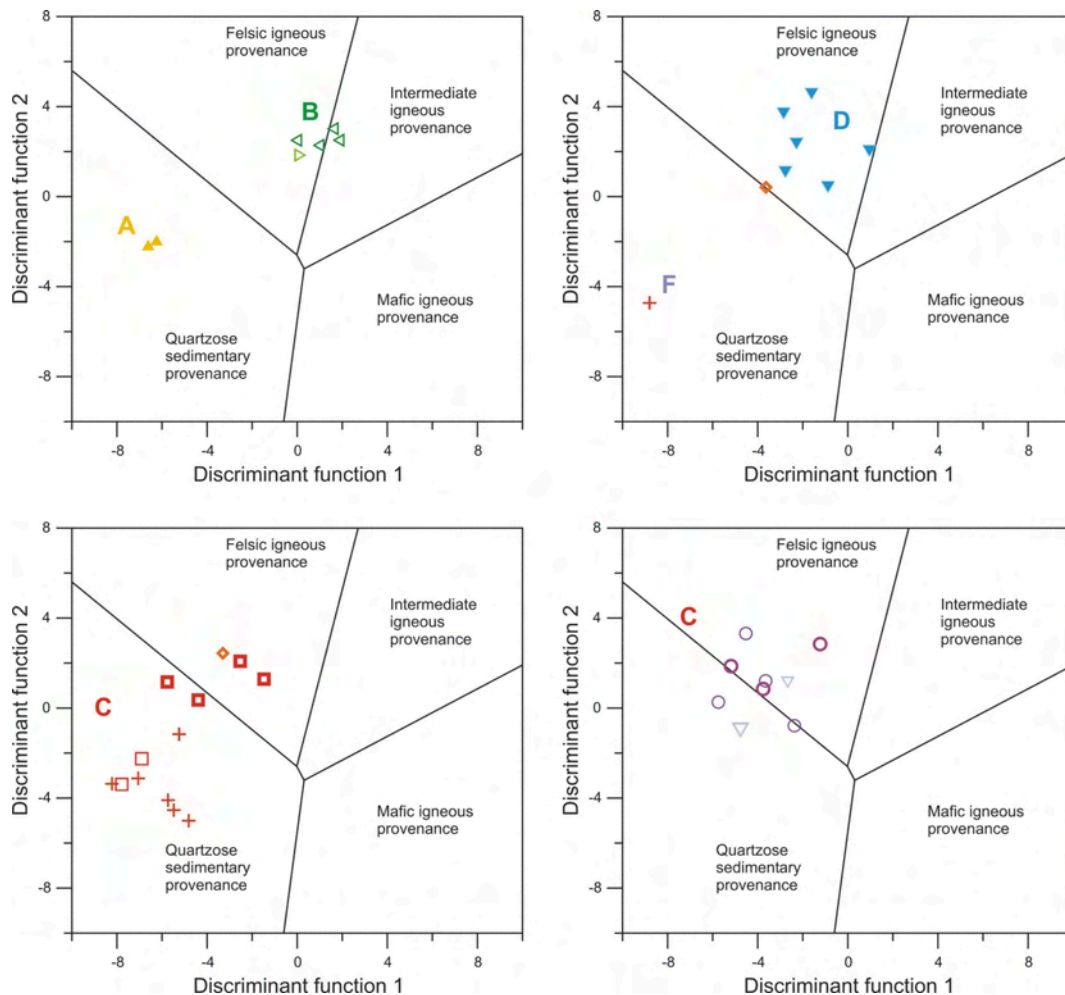 8
4
0
-4
-8
Discriminant function 2
Felsic igneous
provenance
B
Intermediate
igneous
provenance
A
Mafic igneous
provenance
Quartzose
sedimentary
provenance
-8
-4
0
4
8
Discriminant function 1
8
4
0
-4
-8
Discriminant function 2
Felsic igneous
provenance
D
Intermediate
igneous
provenance
F
Mafic igneous
provenance
Quartzose
sedimentary
provenance
-8
-4
0
4
8
Discriminant function 1
8
4
0
-4
-8
Discriminant function 2
Felsic igneous
provenance
Intermediate
igneous
provenance
C
Mafic igneous
provenance
Quartzose
sedimentary
provenance
-8
-4
0
4
8
Discriminant function 1
8
4
0
-4
-8
Discriminant function 2
Felsic igneous
provenance
C
Intermediate
igneous
provenance
Mafic igneous
provenance
Quartzose
sedimentary
provenance
-8
-4
0
4
8
Discriminant function 1